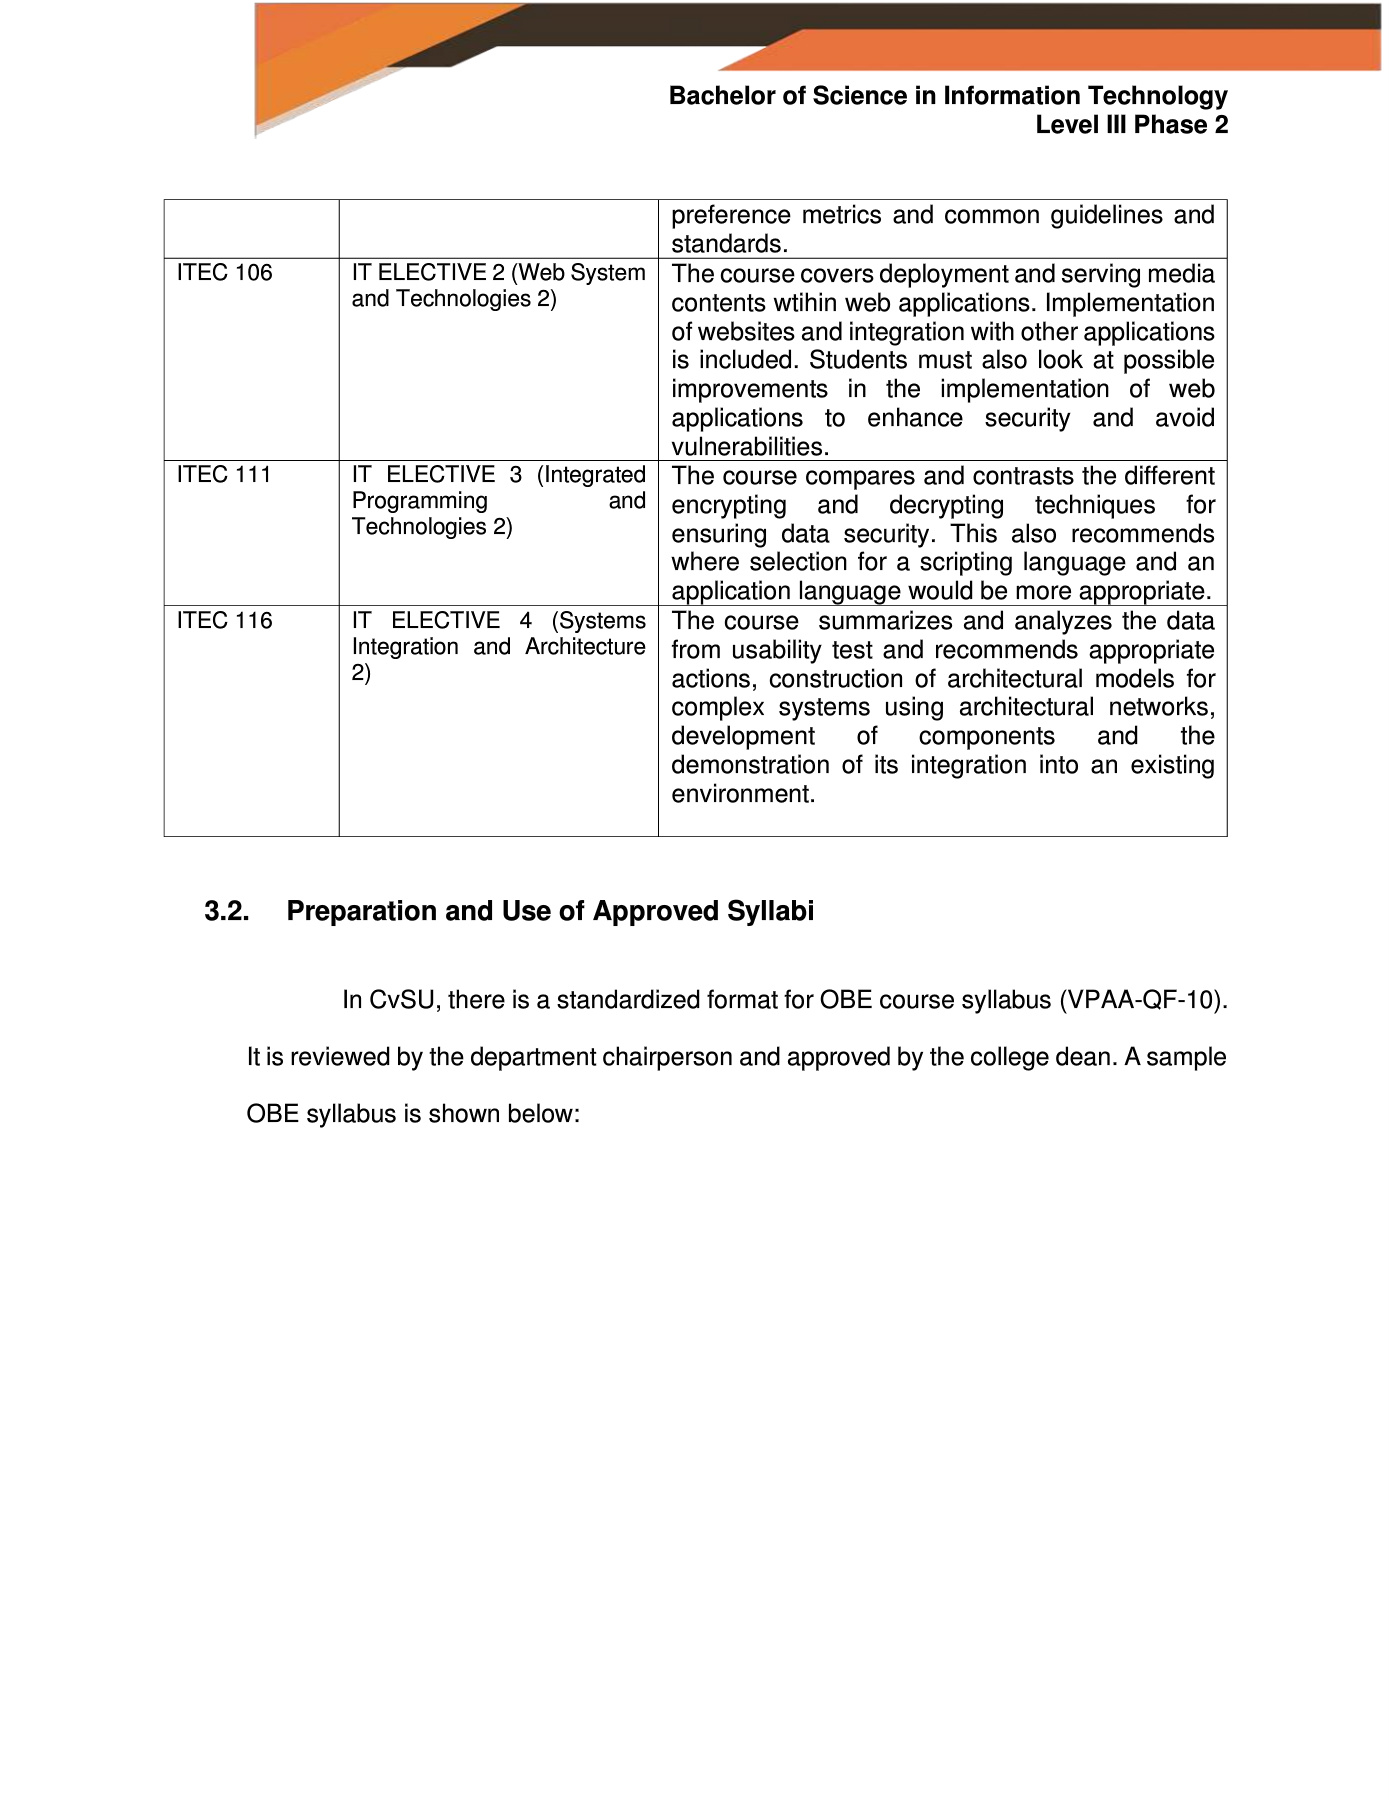 Bachelor of Science in Information Technology
Level III Phase 2
preference metrics and common guidelines and
standards.
ITEC 106
IT ELECTIVE 2 (Web System
and Technologies 2)
The course covers deployment and serving media
contents wtihin web applications. Implementation
of websites and integration with other applications
is included. Students must also look at possible
improvements in the implementation of web
applications to enhance security and avoid
vulnerabilities.
ITEC 111
IT ELECTIVE 3 (Integrated
Programming and
Technologies 2)
The course compares and contrasts the different
encrypting and decrypting techniques for
ensuring data security. This also recommends
where selection for a scripting language and an
application language would be more appropriate.
ITEC 116
IT ELECTIVE 4 (Systems
Integration and Architecture
2)
The course summarizes and analyzes the data
from usability test and recommends appropriate
actions, construction of architectural models for
complex systems using architectural networks,
development of components and the
demonstration of its integration into an existing
environment.
3.2. Preparation and Use of Approved Syllabi
In CvSU, there is a standardized format for OBE course syllabus (VPAA-QF-10).
It is reviewed by the department chairperson and approved by the college dean. A sample
OBE syllabus is shown below: